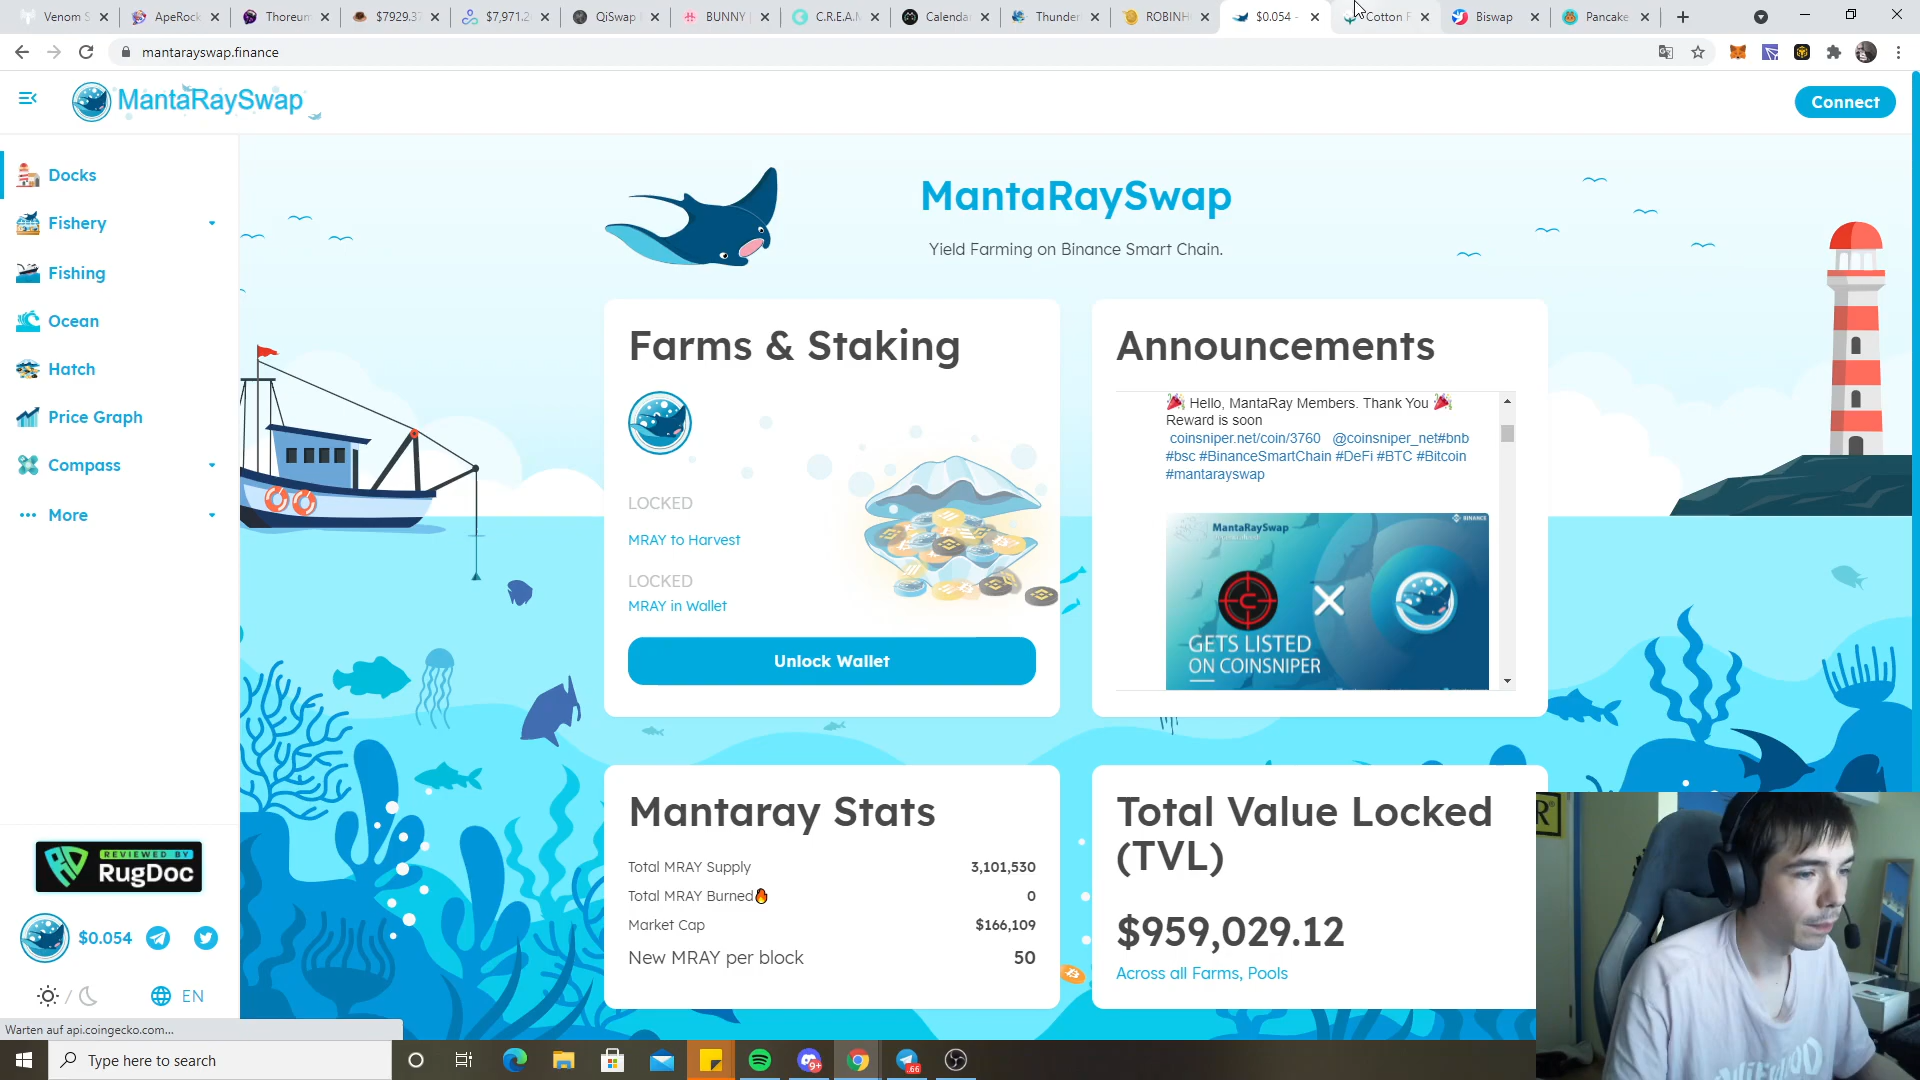 Venom S
ApeRock
Thoreum
$7929.37
$7,971.2
QiSwap
BUNNY
C.R.E.A.M
Calenda
Thunder
ROBINH
$0.054 -
Cotton F
Biswap
Pancake
mantarayswap.finance
MantaRaySwap
Connect
Docks
Fishery
Fishing
Ocean
Hatch
Price Graph
Compass
More
REVIEWED BY
RugDoc
$0.054
EN
MantaRaySwap
Yield Farming on Binance Smart Chain.
Farms & Staking
LOCKED
MRAY to Harvest
LOCKED
MRAY in Wallet
Unlock Wallet
Announcements
Hello, MantaRay Members. Thank You
Reward is soon
coinsniper.net/coin/3760 @coinsniper_net#bnb
#bsc #BinanceSmartChain #DeFi #BTC #Bitcoin
#mantarayswap
MantaRaySwap
BINANCE
GETS LISTED
ON COINSNIPER
Mantaray Stats
Total MRAY Supply 3,101,530
Total MRAY Burned🔥 0
Market Cap $166,109
New MRAY per block 50
Total Value Locked
(TVL)
$959,029.12
Across all Farms, Pools
Warten auf api.coingecko.com...
Type here to search
9+
66